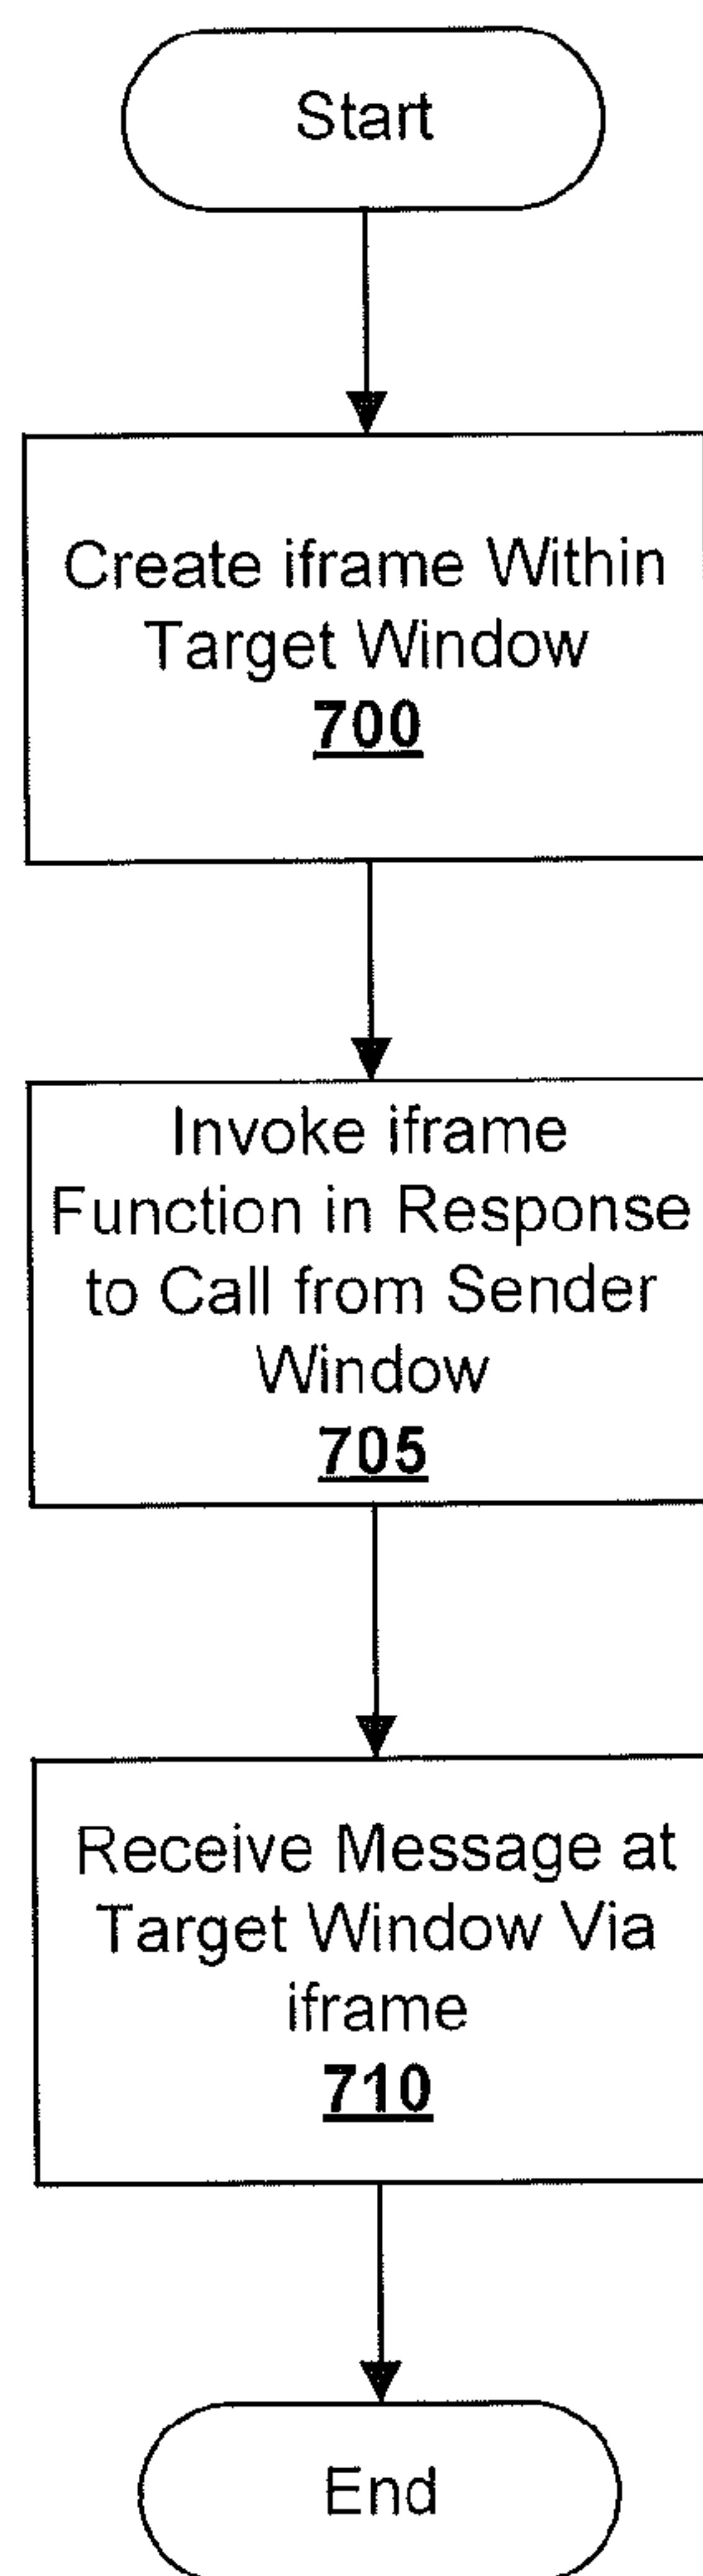 Start
Create iframe Within
Target Window
700
Invoke iframe
Function in Response
to Call from Sender
Window
705
Receive Message at
Target Window Via
iframe
710
End